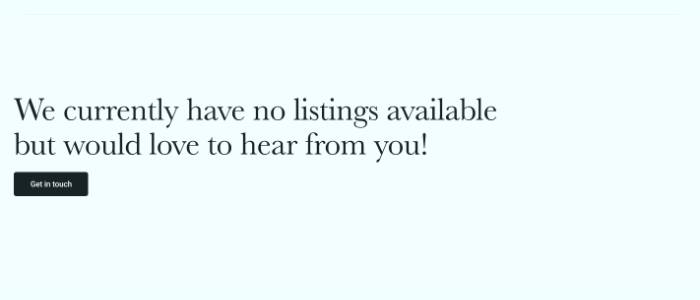 We currently have no listings available
but would love to hear from you!
Get in touch